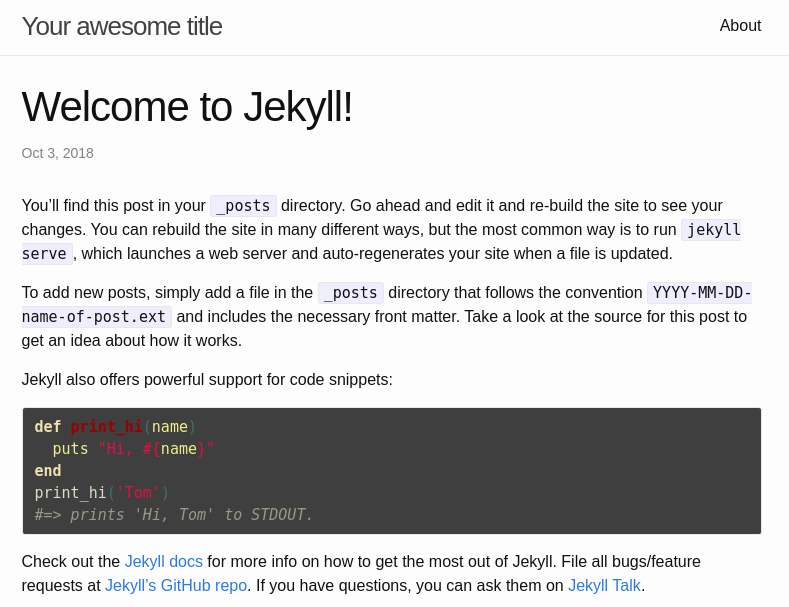 Your awesome title
About
Welcome to Jekyll!
Oct 3, 2018
You’ll find this post in your _posts directory. Go ahead and edit it and re-build the site to see your
changes. You can rebuild the site in many different ways, but the most common way is to run jekyll
serve, which launches a web server and auto-regenerates your site when a file is updated.
To add new posts, simply add a file in the _posts directory that follows the convention YYYY-MM-DD-
name-of-post.ext and includes the necessary front matter. Take a look at the source for this post to
get an idea about how it works.
Jekyll also offers powerful support for code snippets:
def print_hi(name)
  puts "Hi, #{name}"
end
print_hi('Tom')
#=> prints 'Hi, Tom' to STDOUT.
Check out the Jekyll docs for more info on how to get the most out of Jekyll. File all bugs/feature
requests at Jekyll’s GitHub repo. If you have questions, you can ask them on Jekyll Talk.